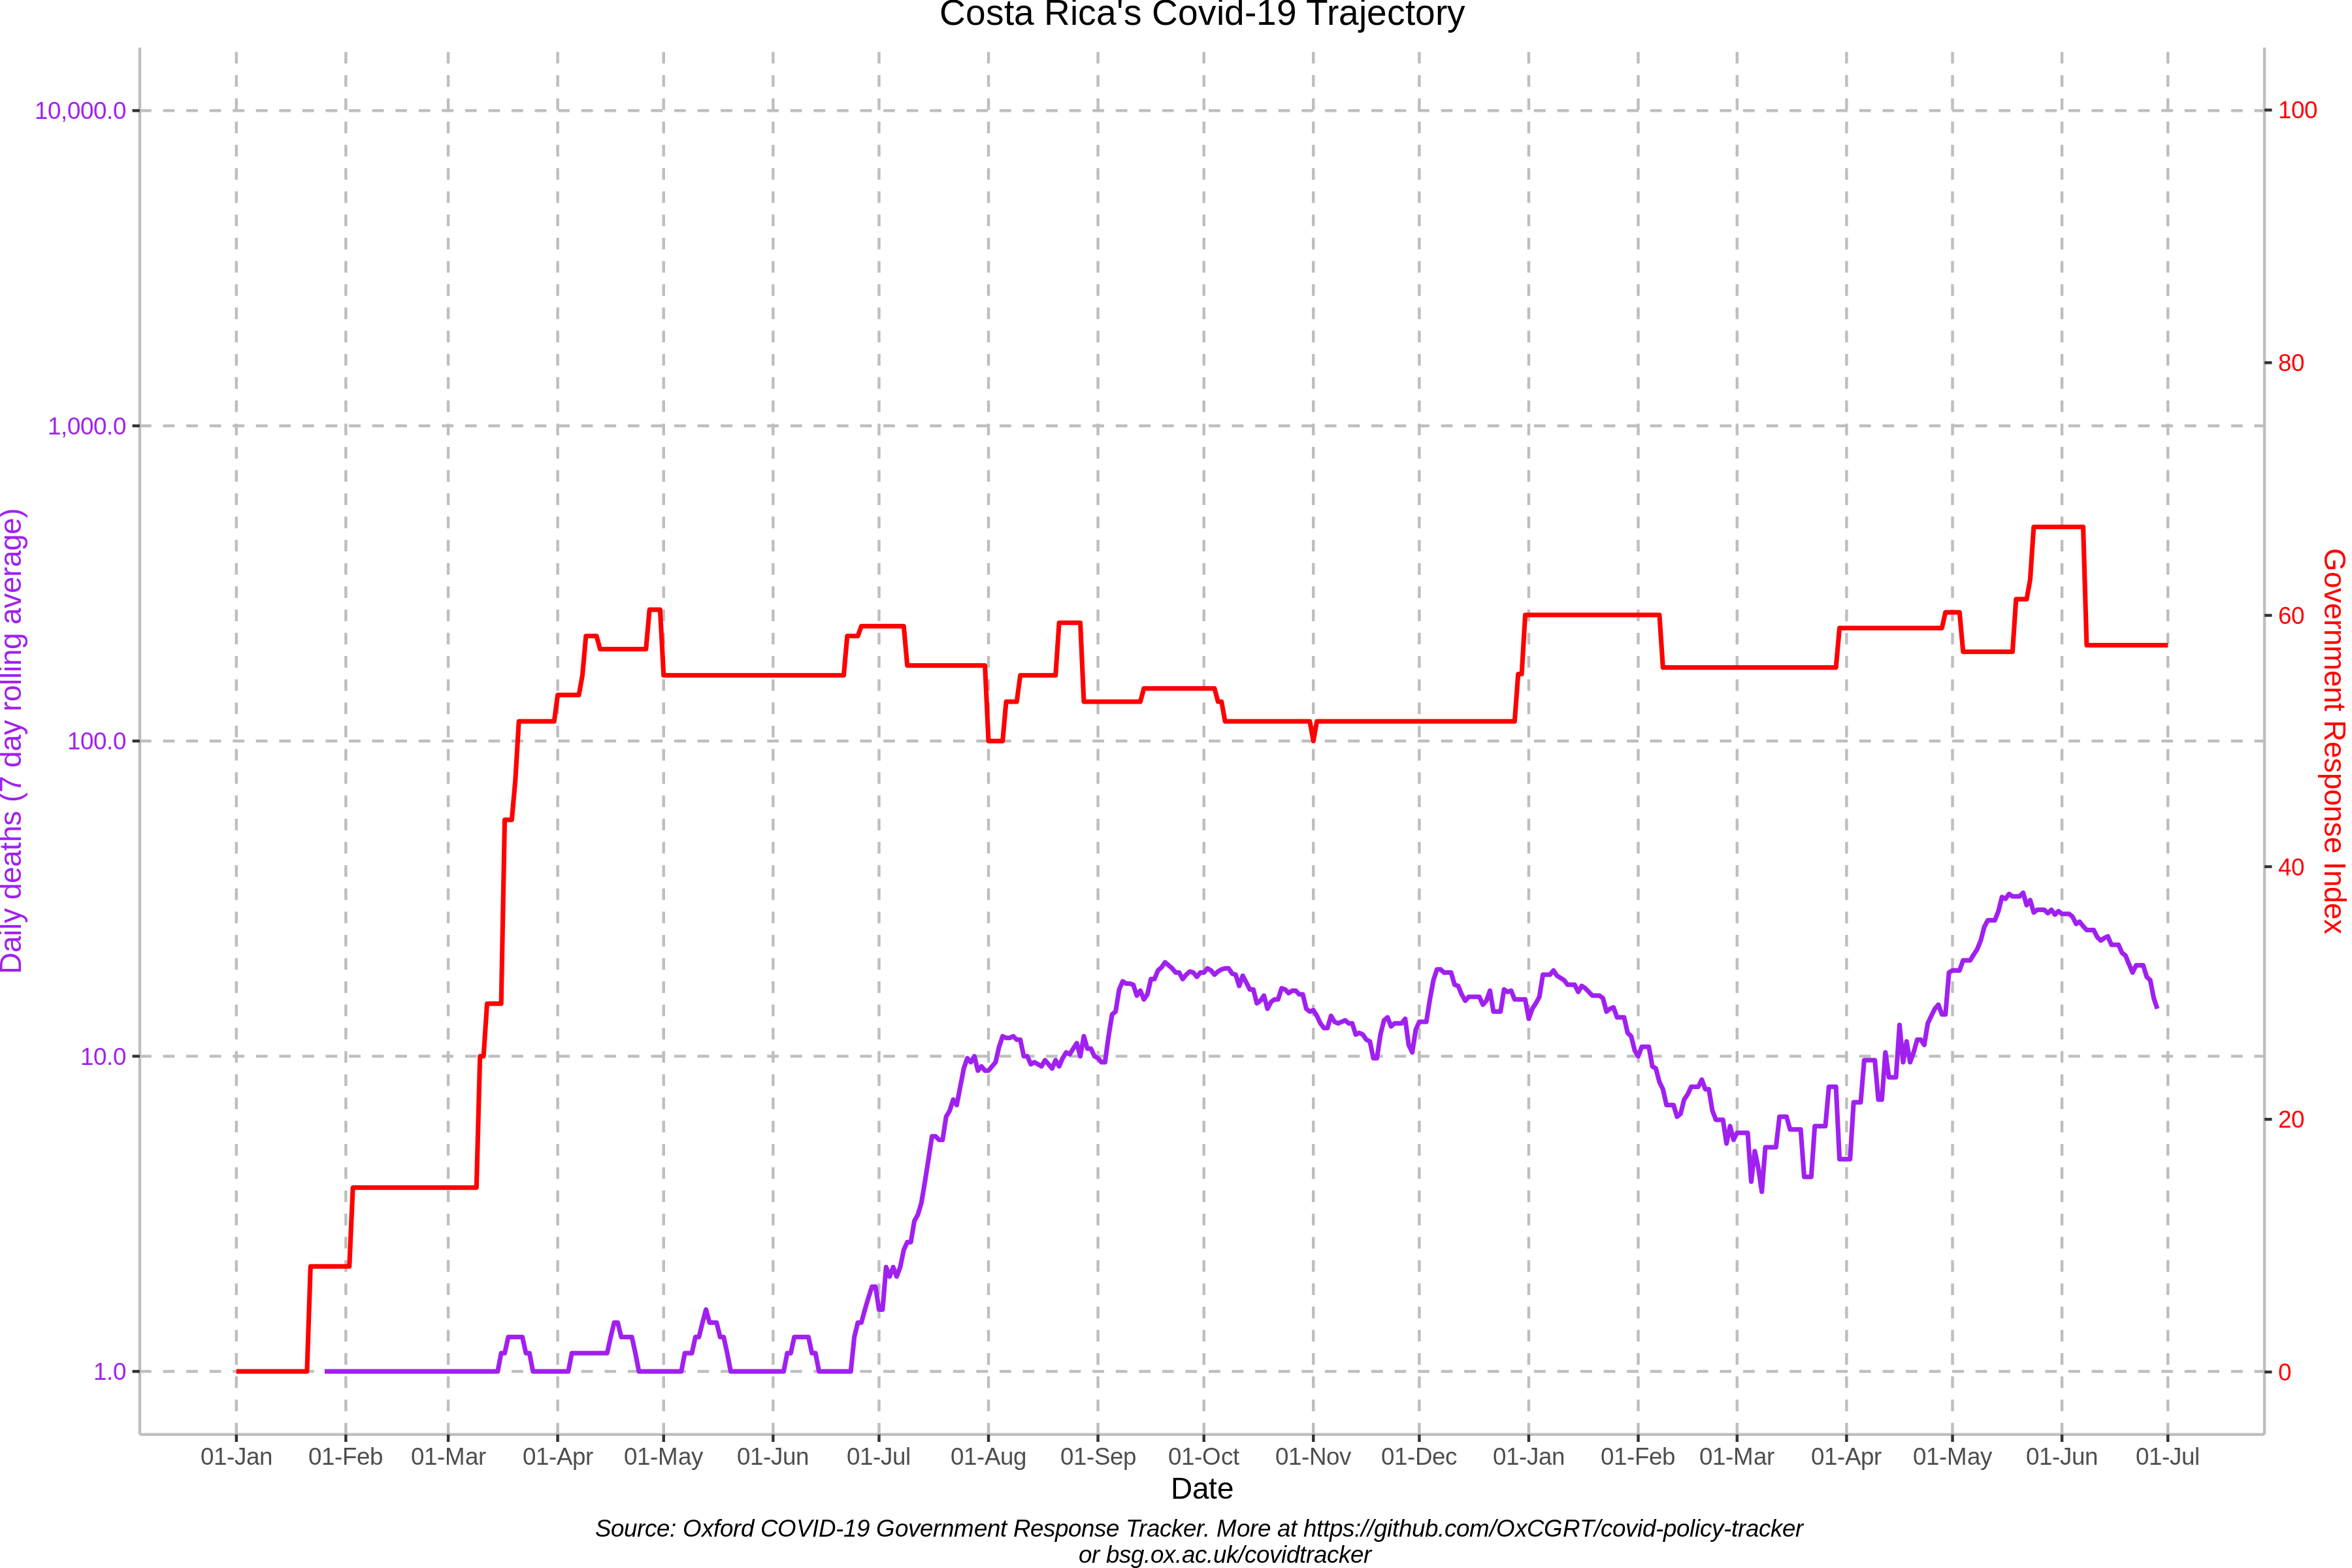 Costa Rica's Covid-19 Trajectory
10,000.0
1,000.0
100.0
10.0
1.0
Daily deaths (7 day rolling average)
100
80
60
40
20
0
Government Response Index
01-Jan 01-Feb 01-Mar 01-Apr 01-May 01-Jun 01-Jul 01-Aug 01-Sep 01-Oct 01-Nov 01-Dec 01-Jan 01-Feb 01-Mar 01-Apr 01-May 01-Jun 01-Jul
Date
Source: Oxford COVID-19 Government Response Tracker. More at https://github.com/OxCGRT/covid-policy-tracker
or bsg.ox.ac.uk/covidtracker